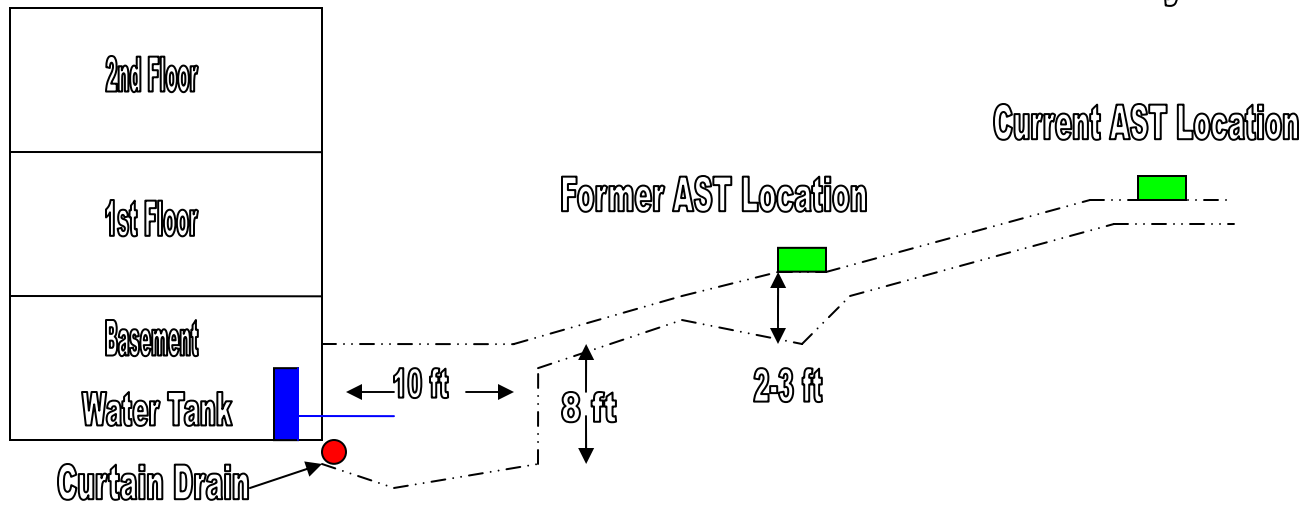 2nd Floor
Current AST Location
Former AST Location
1st Floor
Basement
10 ft
2-3 ft
8 ft
Water Tank
Curtain Drain